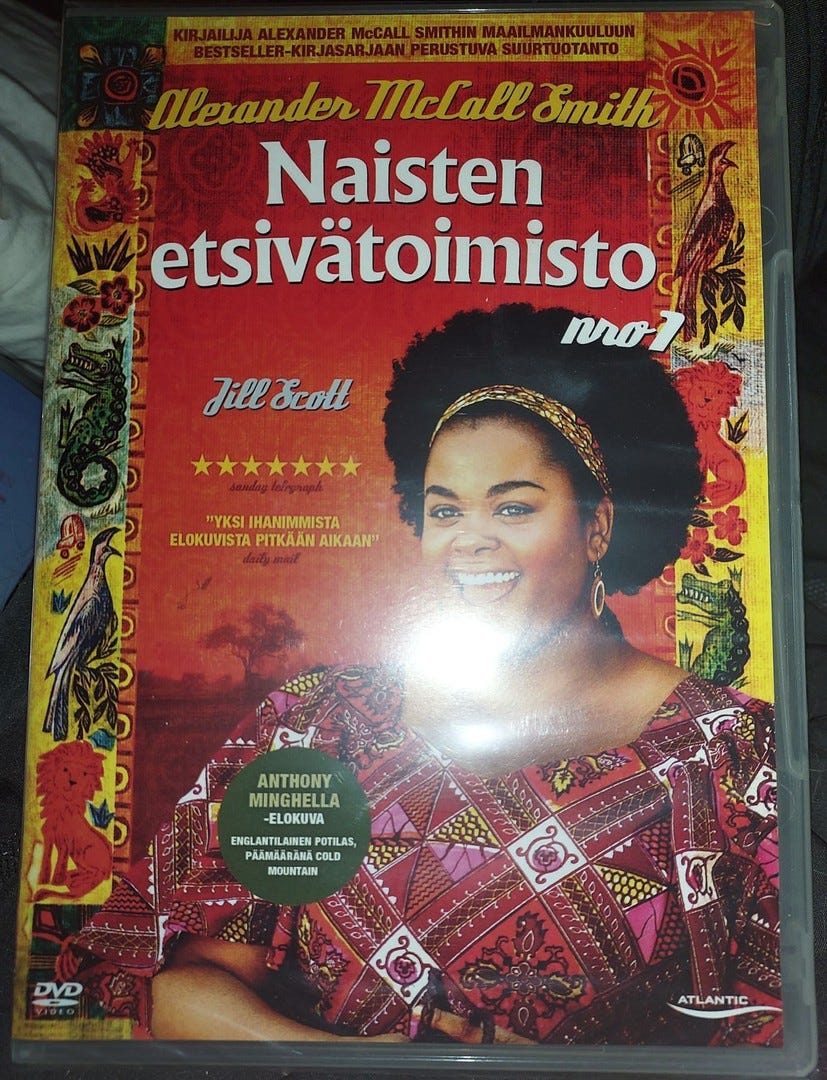 KIRJAILIJA ALEXANDER McCALL SMITHIN MAAILMANKUULUUN
BESTSELLER-KIRJASARJAAN PERUSTUVA SUURTUOTANTO
Alexander McCall Smith
Naisten
etsivätoimisto
nro 1
Jill Scott
sunday telegraph
"YKSI IHANIMMISTA
ELOKUVISTA PITKÄÄN AIKAAN"
daily mail
ANTHONY
MINGHELLA
-ELOKUVA
ENGLANTILAINEN POTILAS,
PÄÄMÄÄRÄNÄ COLD
MOUNTAIN
DVD
VIDEO
ATLANTIC